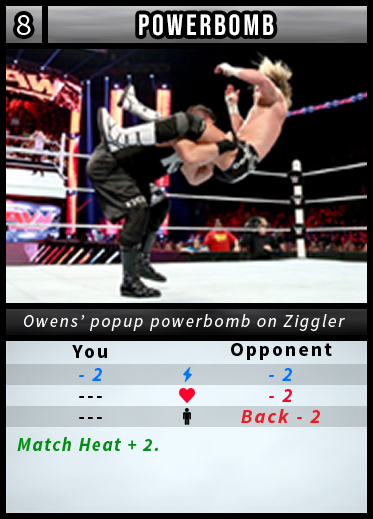 8 POWERBOMB
Owens' popup powerbomb on Ziggler
You Opponent
- 2 - 2
--- - 2
--- Back - 2
Match Heat + 2.